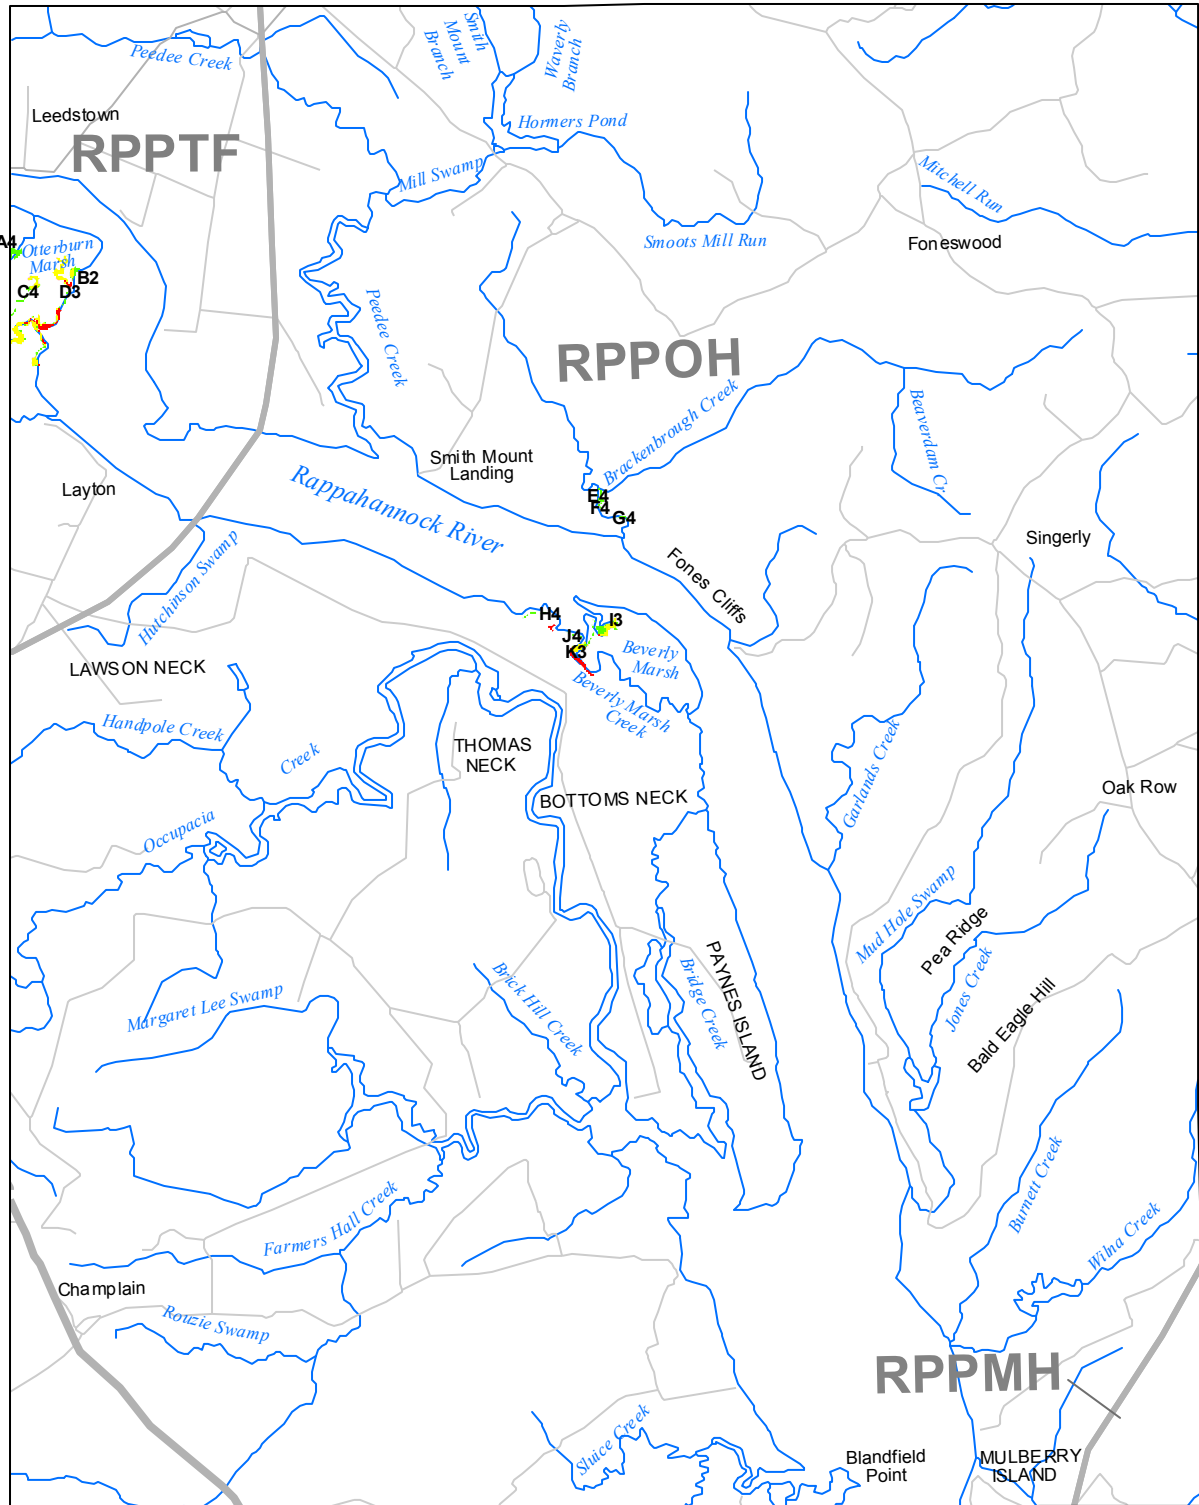 Peedee Creek
Smith
Mount
Branch
Waverly
Branch
Leedstown
RPPTF
Hormers Pond
Mill Swamp
Mitchell Run
Smoots Mill Run
Foneswood
A4
Otterburn
Marsh
B2
C4
D3
Peedee Creek
RPPOH
Brackenbrough Creek
Beaverdam Cr
Smith Mount
Landing
Layton
Rappahannock River
E4
F4
G4
Singerly
Hutchinson Swamp
Fones Cliffs
H4
I3
J4
K3
Beverly
Marsh
LAWSON NECK
Beverly Marsh
Creek
Handpole Creek
Creek
THOMAS
NECK
Garlands Creek
BOTTOMS NECK
Oak Row
Occupacia
Mud Hole Swamp
Pea Ridge
PAYNES ISLAND
Bridge Creek
Brick Hill Creek
Jones Creek
Margaret Lee Swamp
Bald Eagle Hill
Burnett Creek
Farmers Hall Creek
Wilna Creek
Champlain
Rouzie Swamp
RPPMH
Sluice Creek
Blandfield
Point
MULBERRY
ISLAND